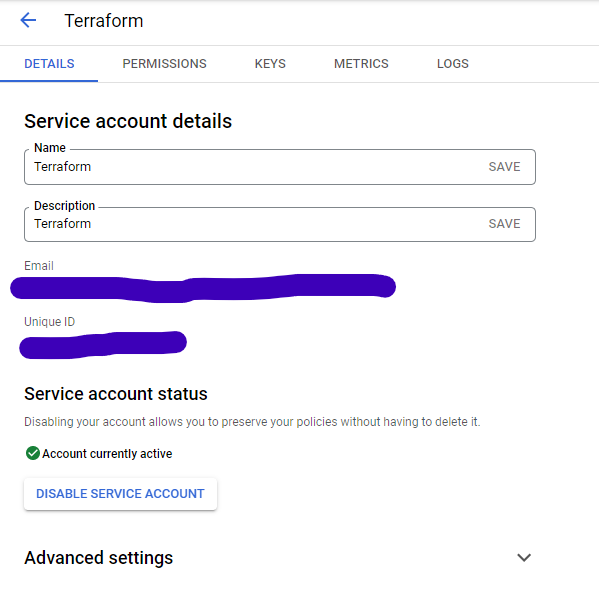 Terraform
DETAILS PERMISSIONS KEYS METRICS LOGS
Service account details
Name
Terraform SAVE
Description
Terraform SAVE
Email
Unique ID
Service account status
Disabling your account allows you to preserve your policies without having to delete it.
Account currently active
DISABLE SERVICE ACCOUNT
Advanced settings